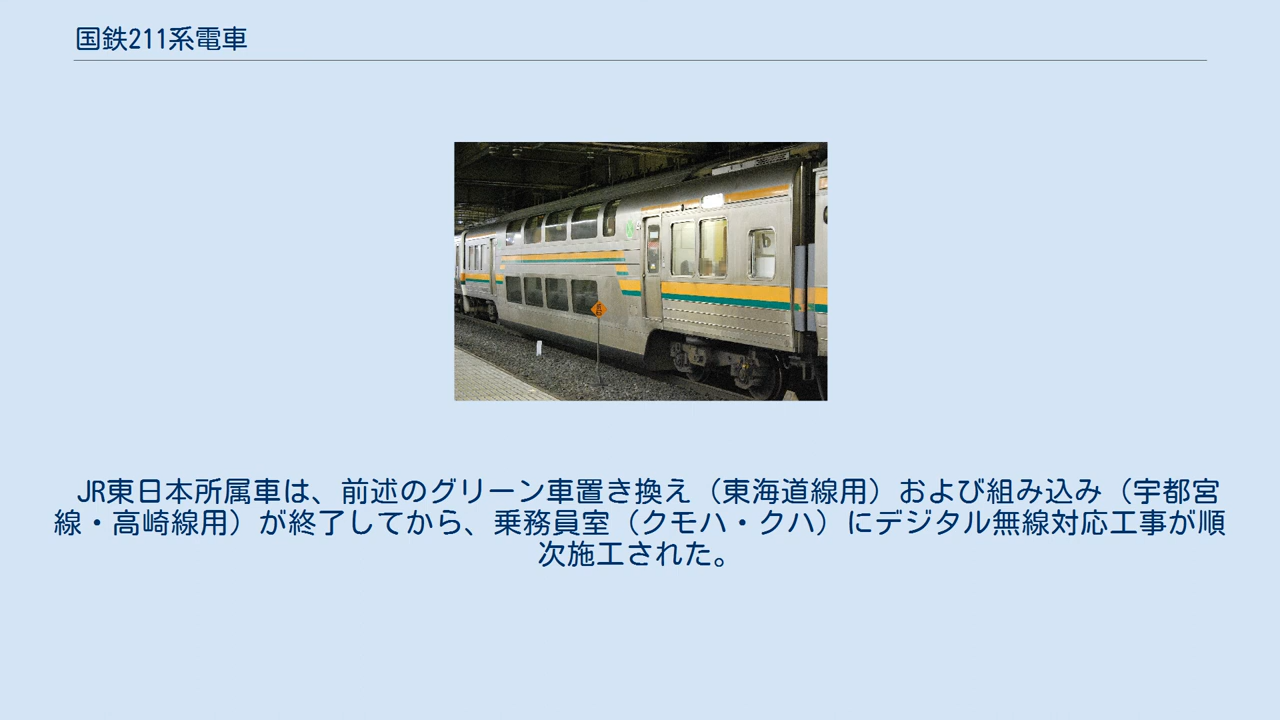 国鉄211系電車
JR東日本所属車は、前述のグリーン車置き換え（東海道線用）および組み込み（宇都宮
線・高崎線用）が終了してから、乗務員室（クモハ・クハ）にデジタル無線対応工事が順
次施工された。